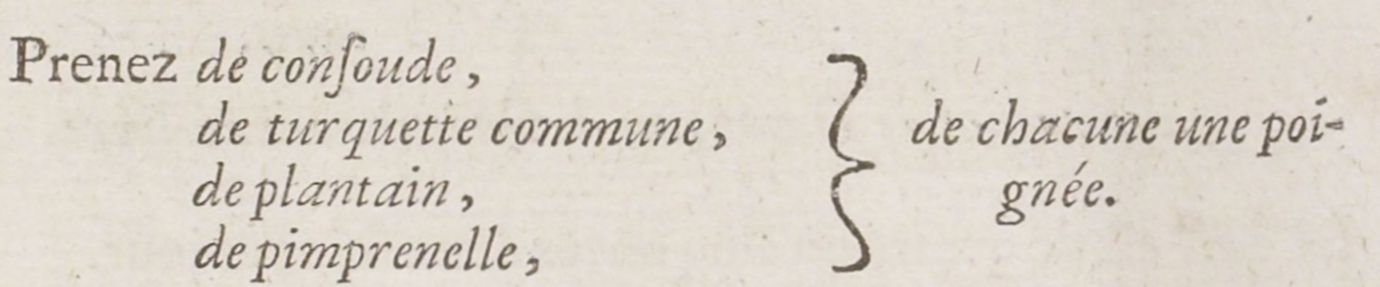 Prenez de conſoude,
de turquette commune,
de plantain,
de pimprenelle,
de chacune une poi-
gnée.